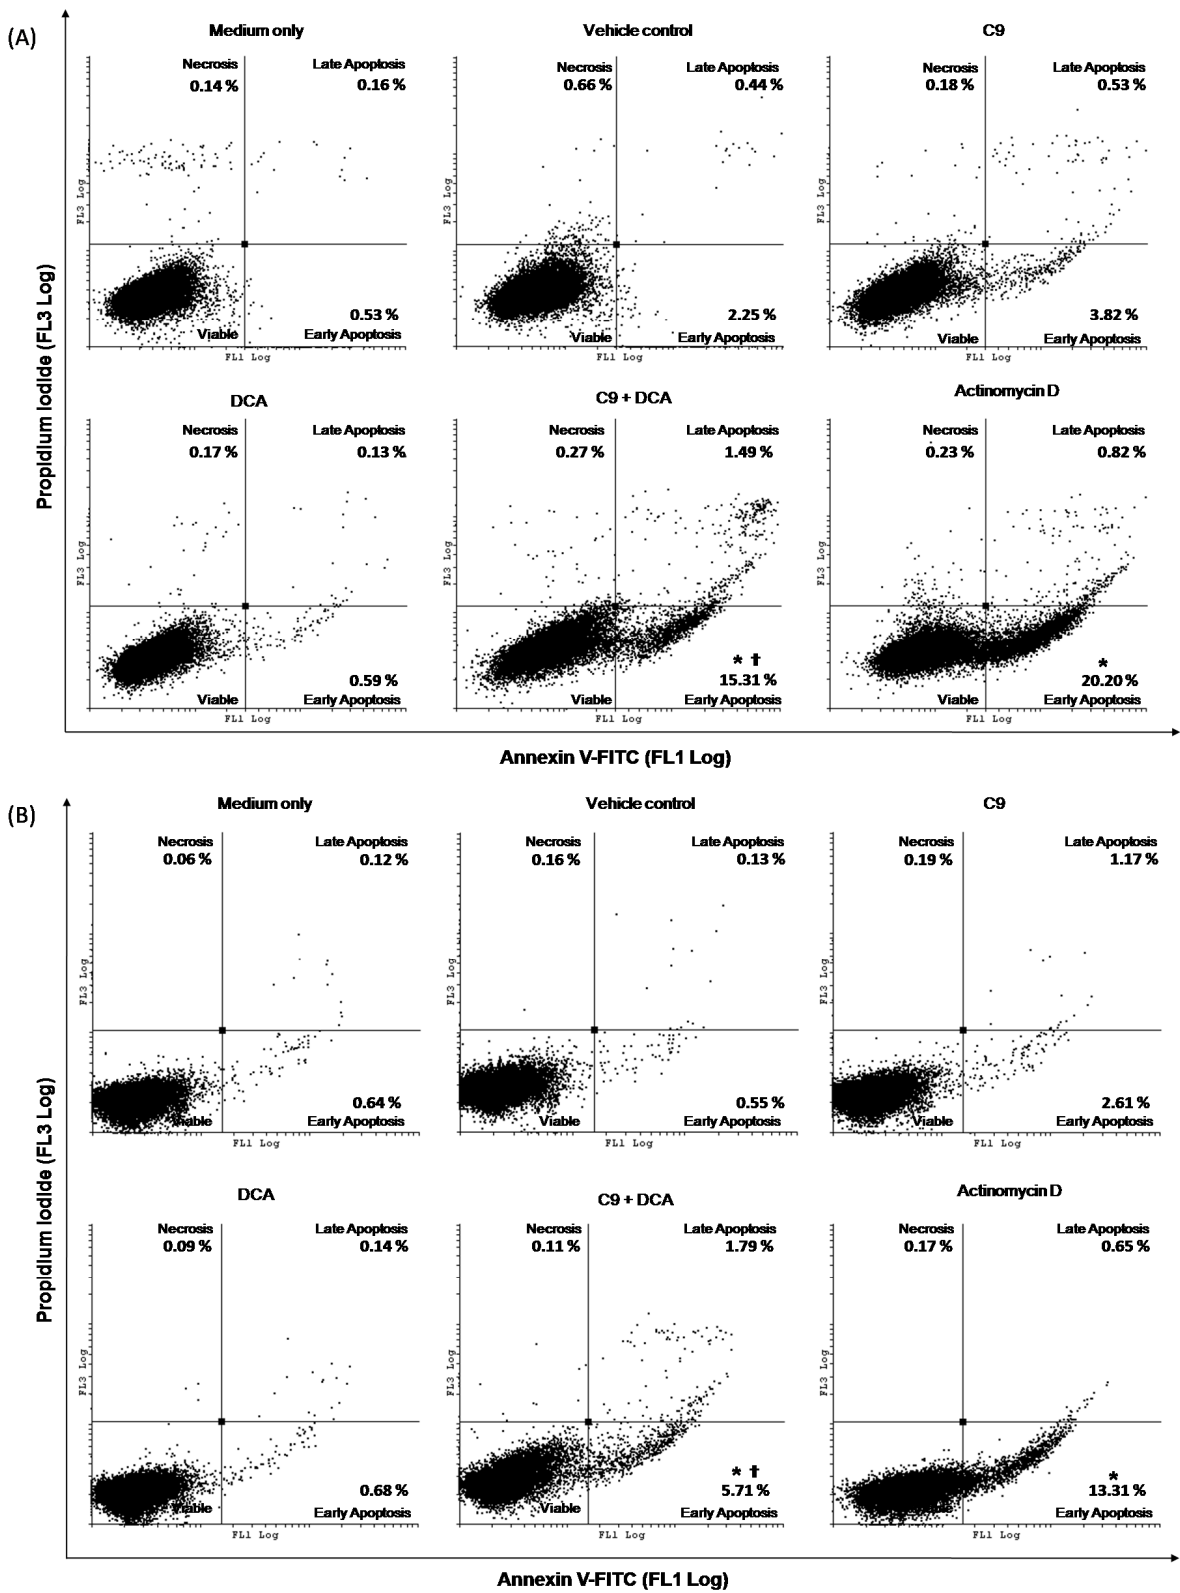 (A)
Medium only
Vehicle control
C9
Necrosis
0.14 %
Late Apoptosis
0.16 %
FL3 Log
0.53 %
Viable
Early Apoptosis
FL1 Log
Necrosis
0.66 %
Late Apoptosis
0.44 %
FL3 Log
2.25 %
Viable
Early Apoptosis
FL1 Log
Necrosis
0.18 %
Late Apoptosis
0.53 %
FL3 Log
3.82 %
Viable
Early Apoptosis
FL1 Log
Propidium Iodide (FL3 Log)
DCA
C9 + DCA
Actinomycin D
Necrosis
0.17 %
Late Apoptosis
0.13 %
FL3 Log
0.59 %
Viable
Early Apoptosis
FL1 Log
Necrosis
0.27 %
Late Apoptosis
1.49 %
FL3 Log
* †
15.31 %
Viable
Early Apoptosis
FL1 Log
Necrosis
0.23 %
Late Apoptosis
0.82 %
FL3 Log
*
20.20 %
Viable
Early Apoptosis
FL1 Log
Annexin V-FITC (FL1 Log)
(B)
Medium only
Vehicle control
C9
Necrosis
0.06 %
Late Apoptosis
0.12 %
FL3 Log
0.64 %
Viable
Early Apoptosis
FL1 Log
Necrosis
0.16 %
Late Apoptosis
0.13 %
FL3 Log
0.55 %
Viable
Early Apoptosis
FL1 Log
Necrosis
0.19 %
Late Apoptosis
1.17 %
FL3 Log
2.61 %
Viable
Early Apoptosis
FL1 Log
Propidium Iodide (FL3 Log)
DCA
C9 + DCA
Actinomycin D
Necrosis
0.09 %
Late Apoptosis
0.14 %
FL3 Log
0.68 %
Viable
Early Apoptosis
FL1 Log
Necrosis
0.11 %
Late Apoptosis
1.79 %
FL3 Log
* †
5.71 %
Viable
Early Apoptosis
FL1 Log
Necrosis
0.17 %
Late Apoptosis
0.65 %
FL3 Log
*
13.31 %
Early Apoptosis
FL1 Log
Annexin V-FITC (FL1 Log)